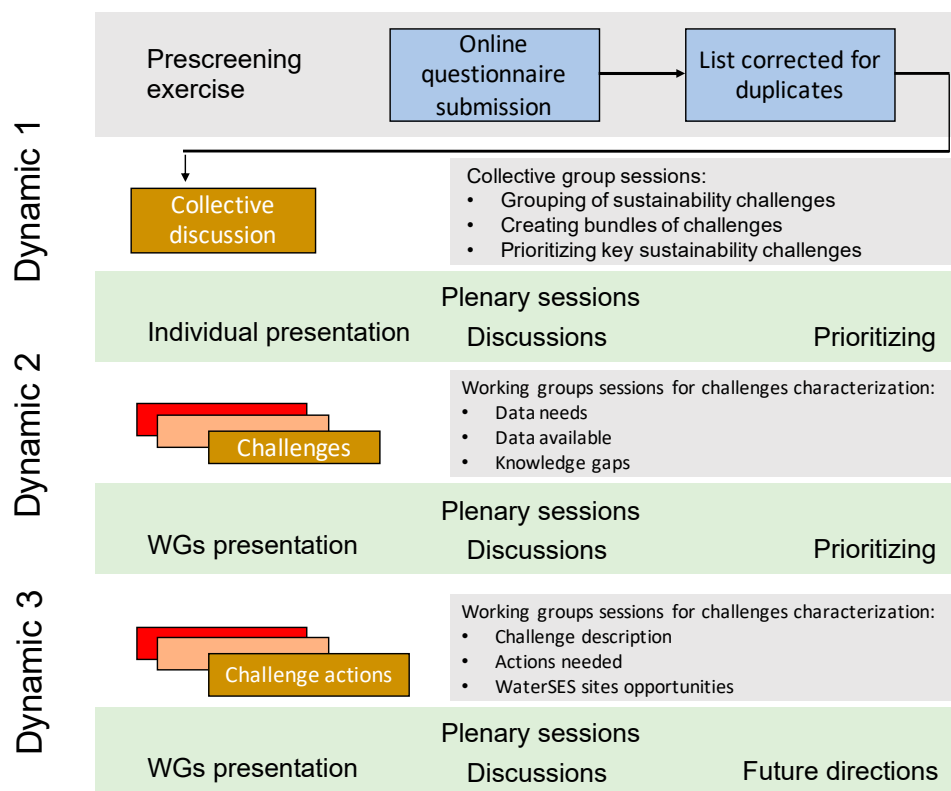 Dynamic 1
Prescreening
exercise
Online
questionnaire
submission
List corrected for
duplicates
Collective
discussion
Collective group sessions:
• Grouping of sustainability challenges
• Creating bundles of challenges
• Prioritizing key sustainability challenges
Plenary sessions
Individual presentation
Discussions
Prioritizing
Dynamic 2
Challenges
Working groups sessions for challenges characterization:
• Data needs
• Data available
• Knowledge gaps
Plenary sessions
WGs presentation
Discussions
Prioritizing
Dynamic 3
Challenge actions
Working groups sessions for challenges characterization:
• Challenge description
• Actions needed
• WaterSES sites opportunities
Plenary sessions
WGs presentation
Discussions
Future directions